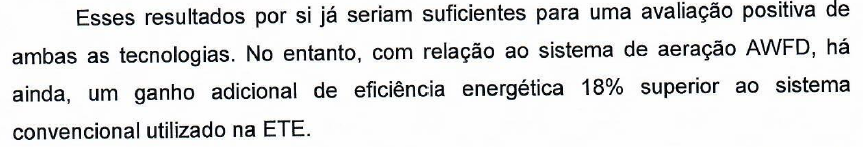 Esses resultados por si já seriam suficientes para uma avaliação positiva de
ambas as tecnologias. No entanto, com relação ao sistema de aeração AWFD, há
ainda, um ganho adicional de eficiência energética 18% superior ao sistema
convencional utilizado na ETE.